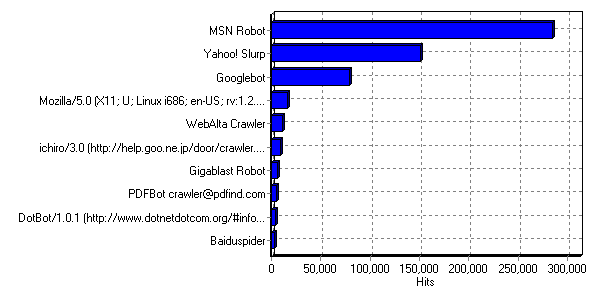 MSN Robot
Yahoo! Slurp
Googlebot
Mozilla/5.0 (X11; U; Linux i686; en-US; rv:1.2....
WebAlta Crawler
ichiro/3.0 (http://help.goo.ne.jp/door/crawler....
Gigablast Robot
PDFBot crawler@pdfind.com
DotBot/1.0.1 (http://www.dotnetdotcom.org/#info...
Baiduspider
0 50,000 100,000 150,000 200,000 250,000 300,000
Hits